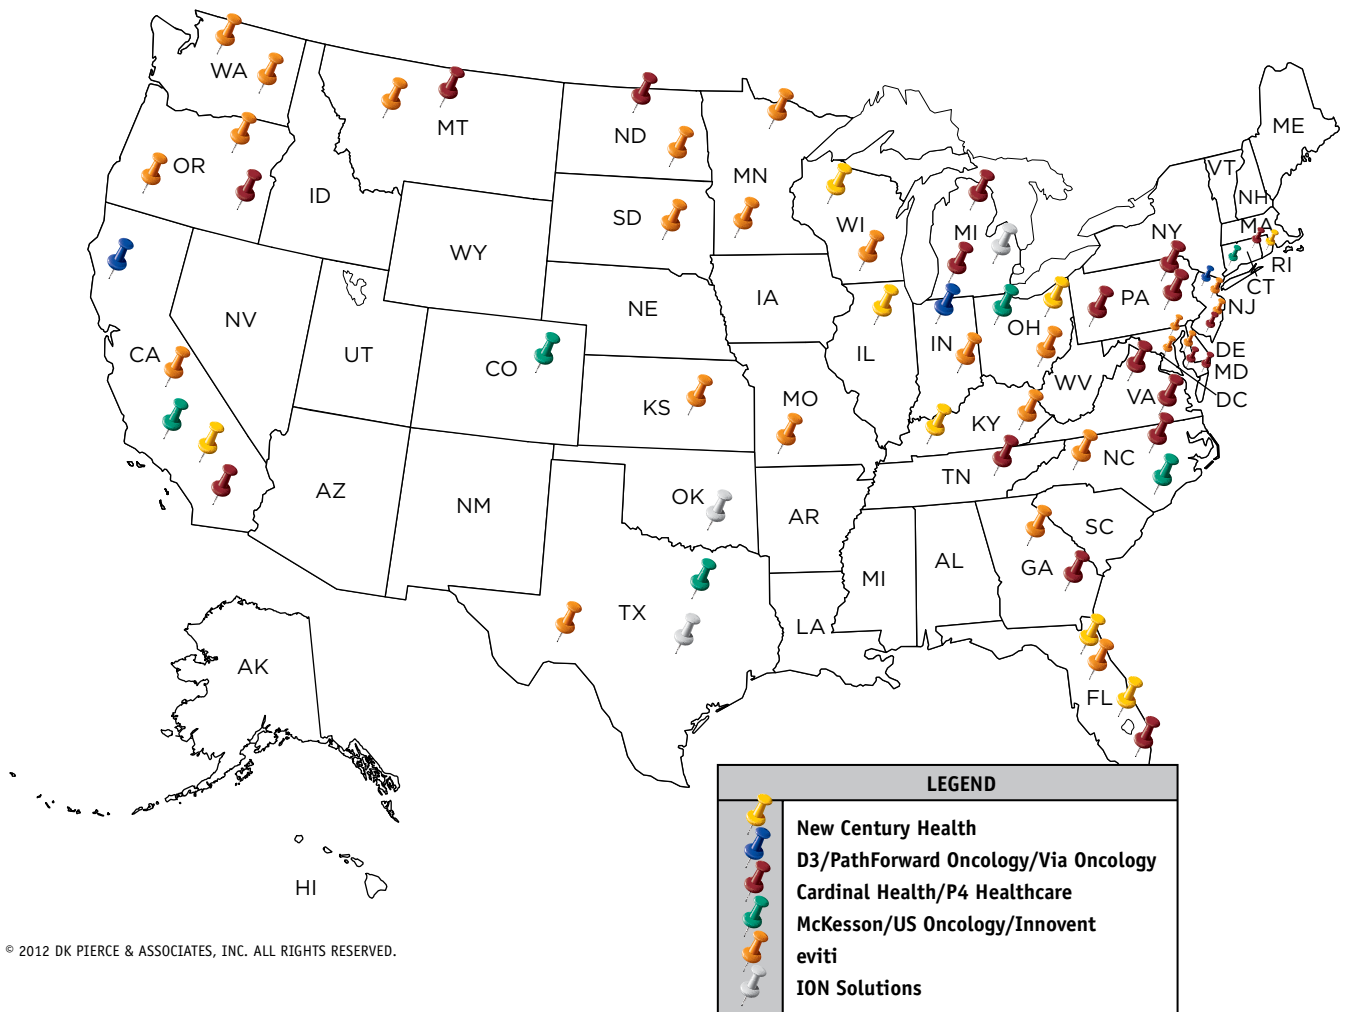 WA
MT
ND
MN
ME
VT
NH
OR
ID
SD
WI
MI
NY
MA
RI
CT
WY
NE
IA
PA
NJ
NV
UT
CA
CO
IL
IN
OH
DE
MD
DC
WV
VA
KS
MO
KY
NC
AZ
NM
OK
AR
TN
SC
MI
AL
GA
TX
LA
AK
FL
HI
LEGEND
New Century Health
D3/PathForward Oncology/Via Oncology
Cardinal Health/P4 Healthcare
McKesson/US Oncology/Innovent
eviti
ION Solutions
© 2012 DK PIERCE & ASSOCIATES, INC. ALL RIGHTS RESERVED.